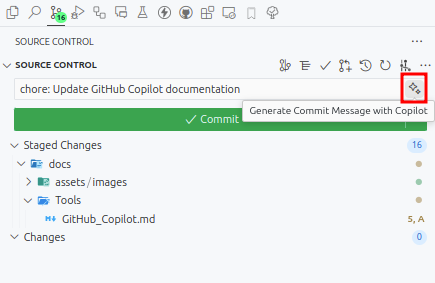 16
SOURCE CONTROL
SOURCE CONTROL
chore: Update GitHub Copilot documentation
Generate Commit Message with Copilot
Commit
Staged Changes 16
docs
assets/images
Tools
GitHub_Copilot.md 5, A
Changes 0